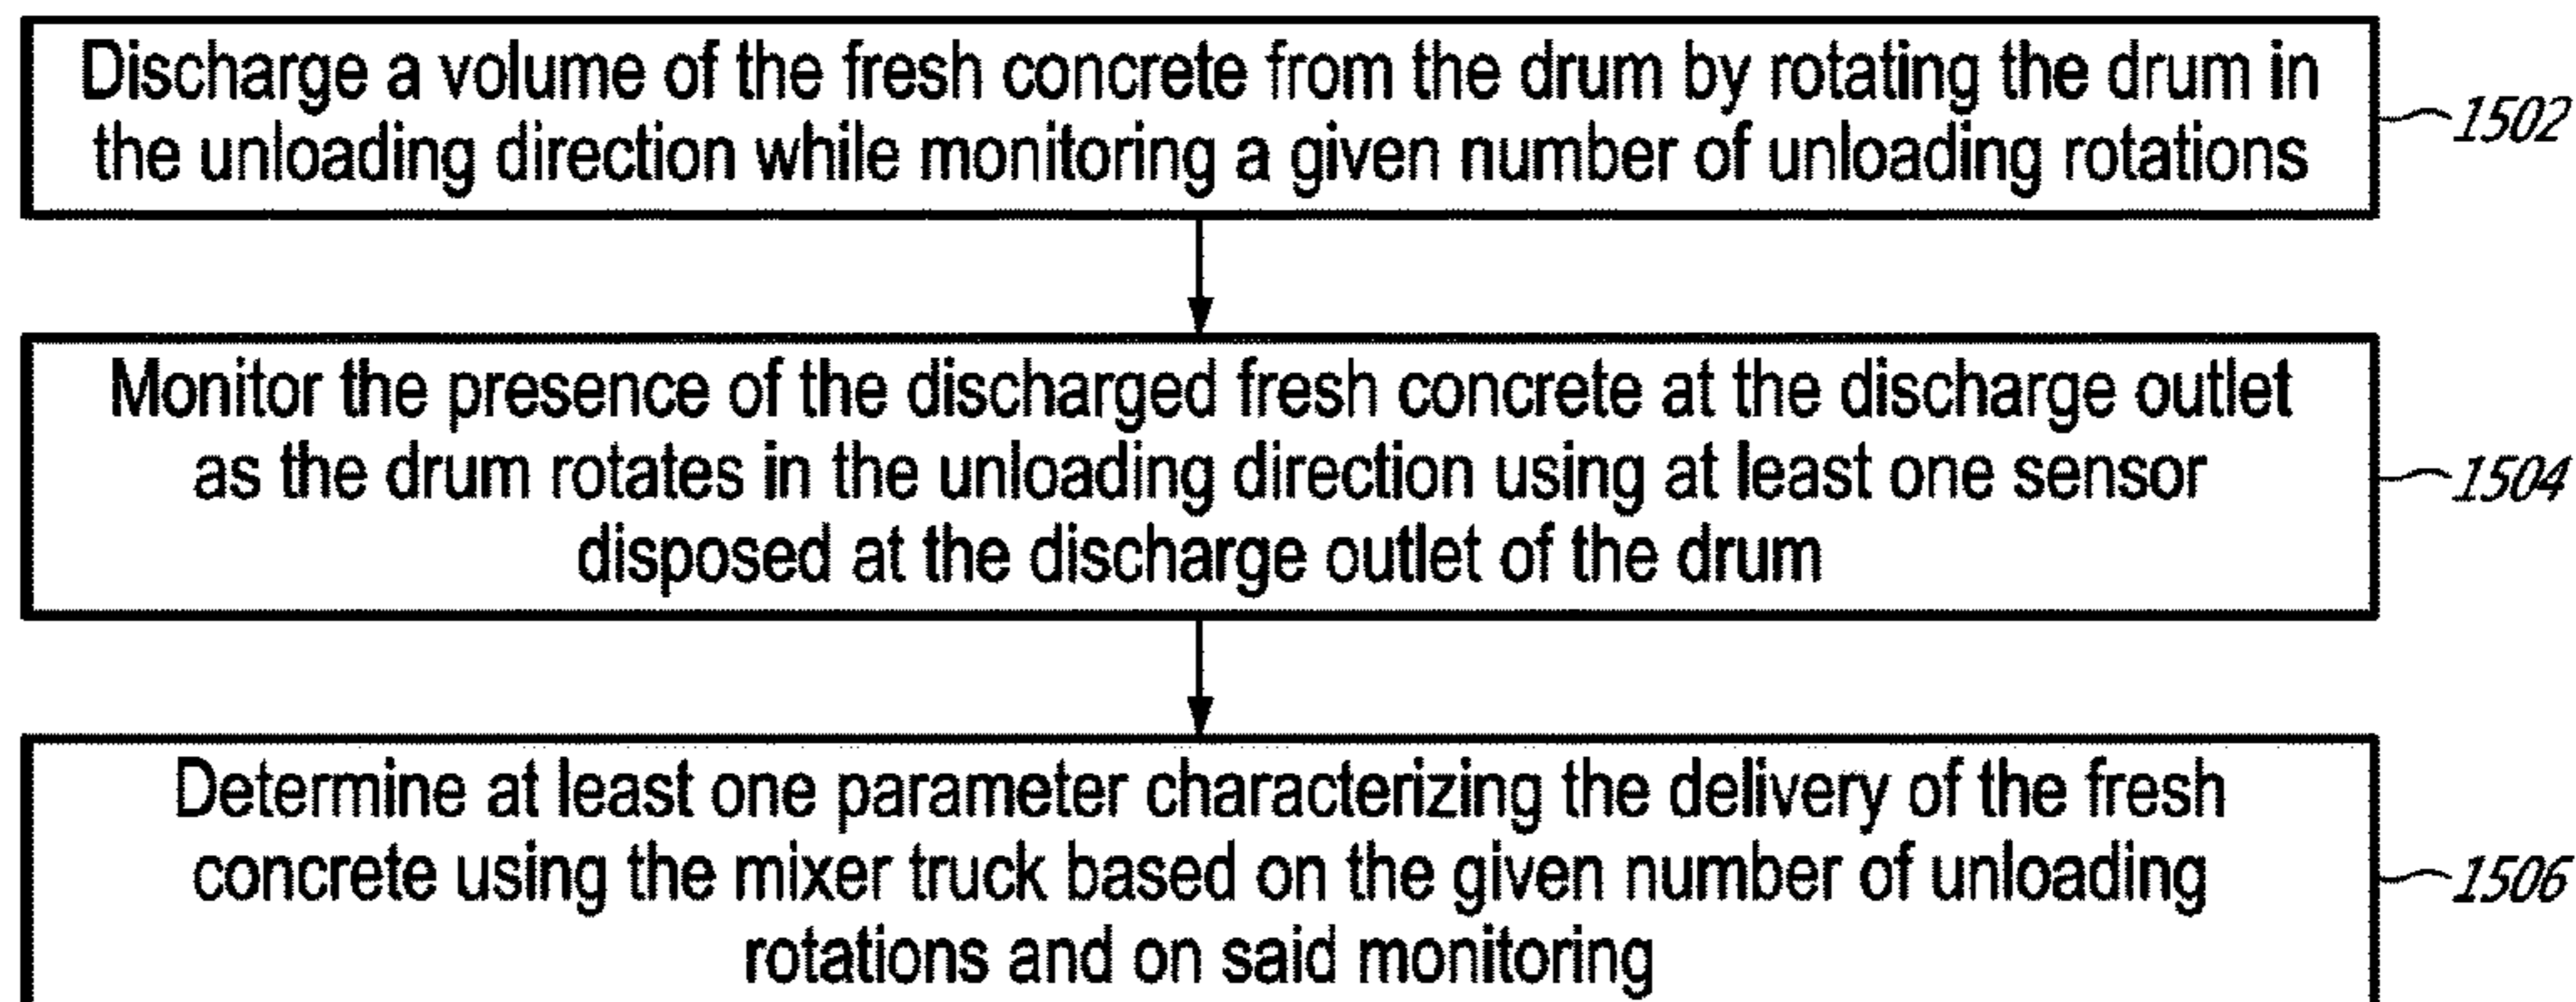 Discharge a volume of the fresh concrete from the drum by rotating the drum in
the unloading direction while monitoring a given number of unloading rotations
1502
Monitor the presence of the discharged fresh concrete at the discharge outlet
as the drum rotates in the unloading direction using at least one sensor
disposed at the discharge outlet of the drum
1504
Determine at least one parameter characterizing the delivery of the fresh
concrete using the mixer truck based on the given number of unloading
rotations and on said monitoring
1506